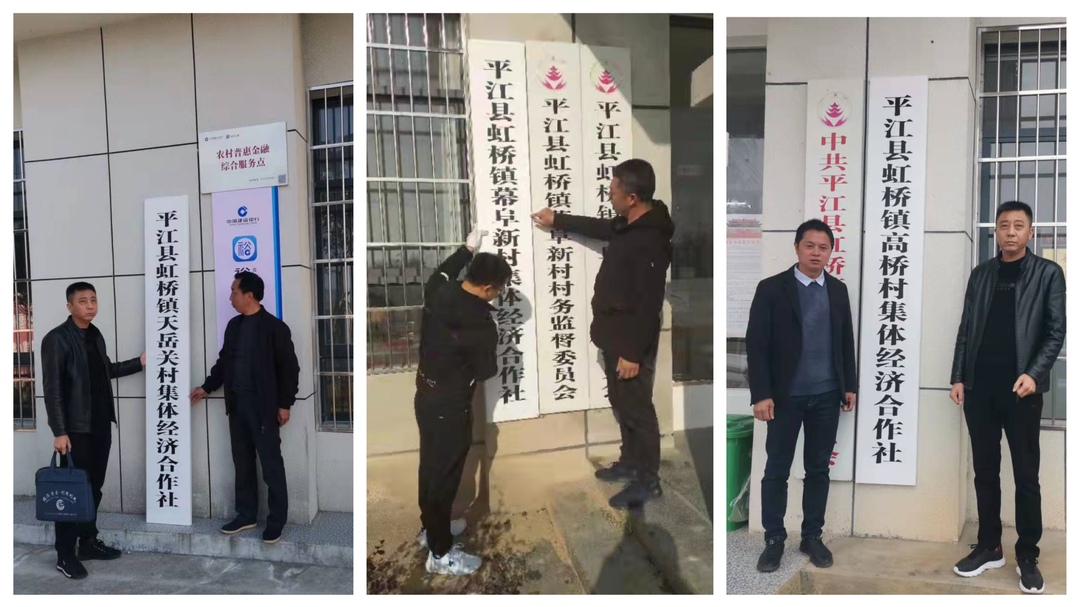 农村普惠金融
综合服务点
中国建设银行
裕
平江县虹桥镇天岳关村集体经济合作社
平江县虹桥镇幕阜新村集体经济合作社
平江县虹桥镇
阜新村村务监督委员会
平江县虹桥镇
中共平江县虹桥
平江县虹桥镇高桥村集体经济合作社